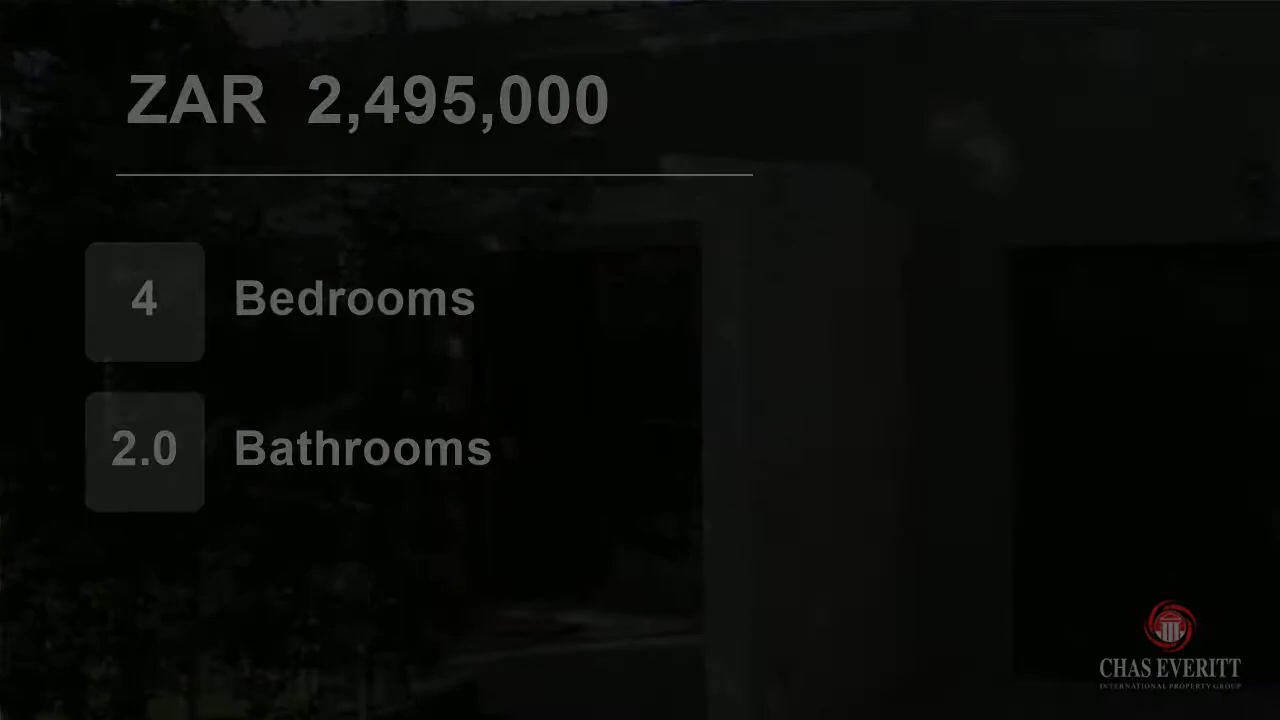 ZAR 2,495,000
4 Bedrooms
2.0 Bathrooms
CHAS EVERITT
INTERNATIONAL PROPERTY GROUP